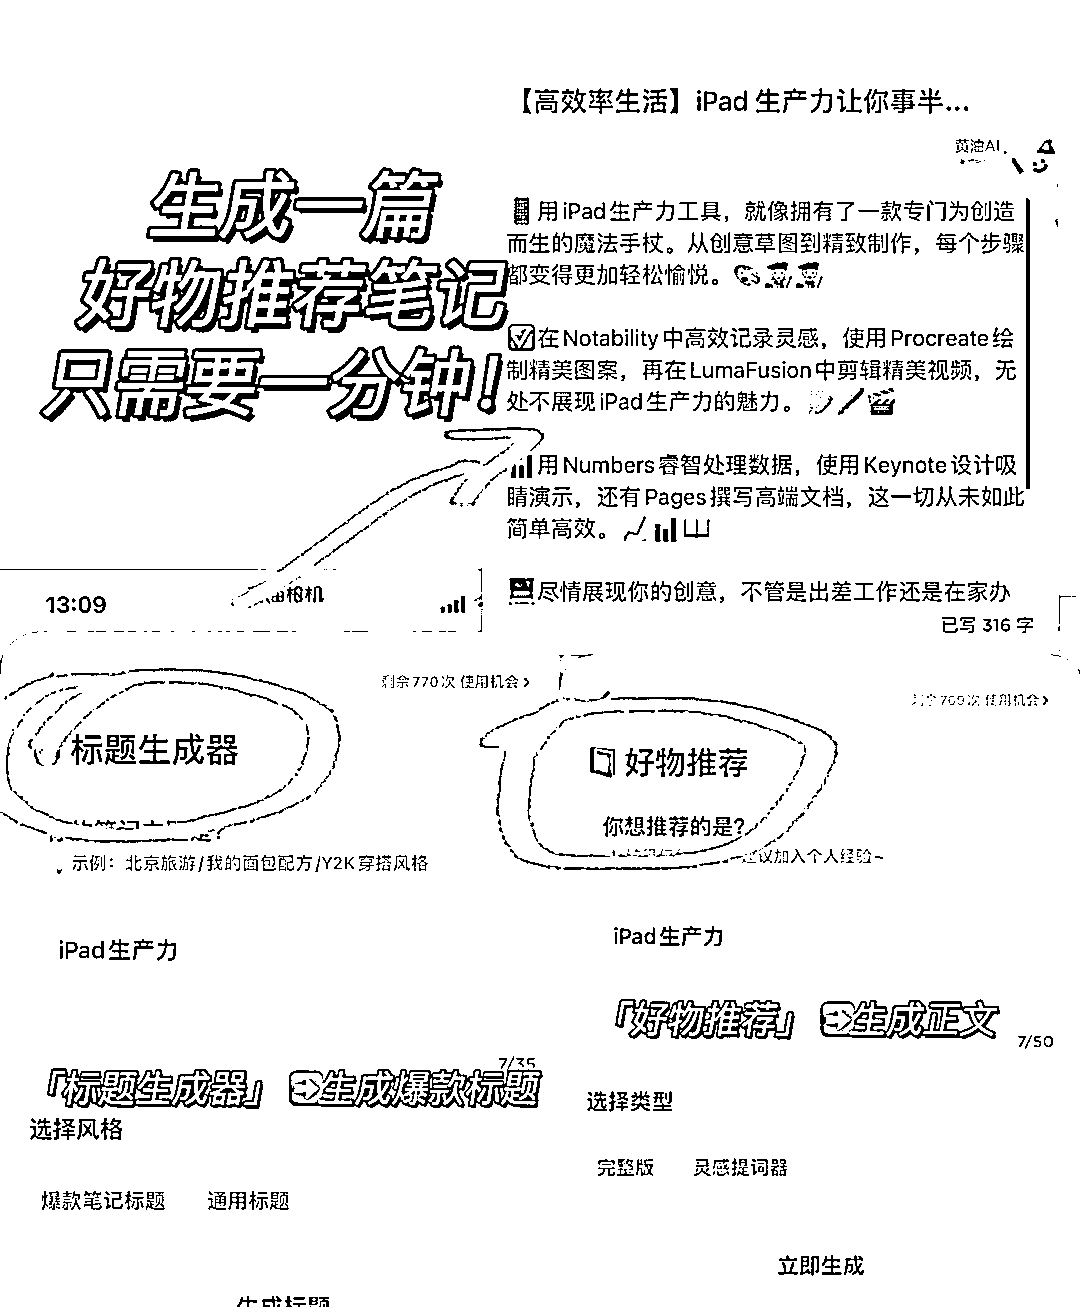 【高效率生活】iPad 生产力让你事半...
黄油AI
生成一篇
好物推荐笔记
只需要一分钟！
用iPad生产力工具，就像拥有了一款专门为创造
而生的魔法手杖。从创意草图到精致制作，每个步骤
都变得更加轻松愉悦。
在Notability中高效记录灵感，使用Procreate绘
制精美图案，再在LumaFusion中剪辑精美视频，无
处不展现iPad生产力的魅力。
用Numbers睿智处理数据，使用Keynote设计吸
睛演示，还有Pages撰写高端文档，这一切从未如此
简单高效。
尽情展现你的创意，不管是出差工作还是在家办
已写 316 字
相机
13:09
剩余770次 使用机会>
标题生成器
示例：北京旅游/我的面包配方/Y2K穿搭风格
iPad生产力
7/35
「标题生成器」生成爆款标题
选择风格
爆款笔记标题 通用标题
生成标题
剩余769次 使用机会>
好物推荐
你想推荐的是?
建议加入个人经验~
iPad生产力
「好物推荐」生成正文
7/50
选择类型
完整版 灵感提词器
立即生成